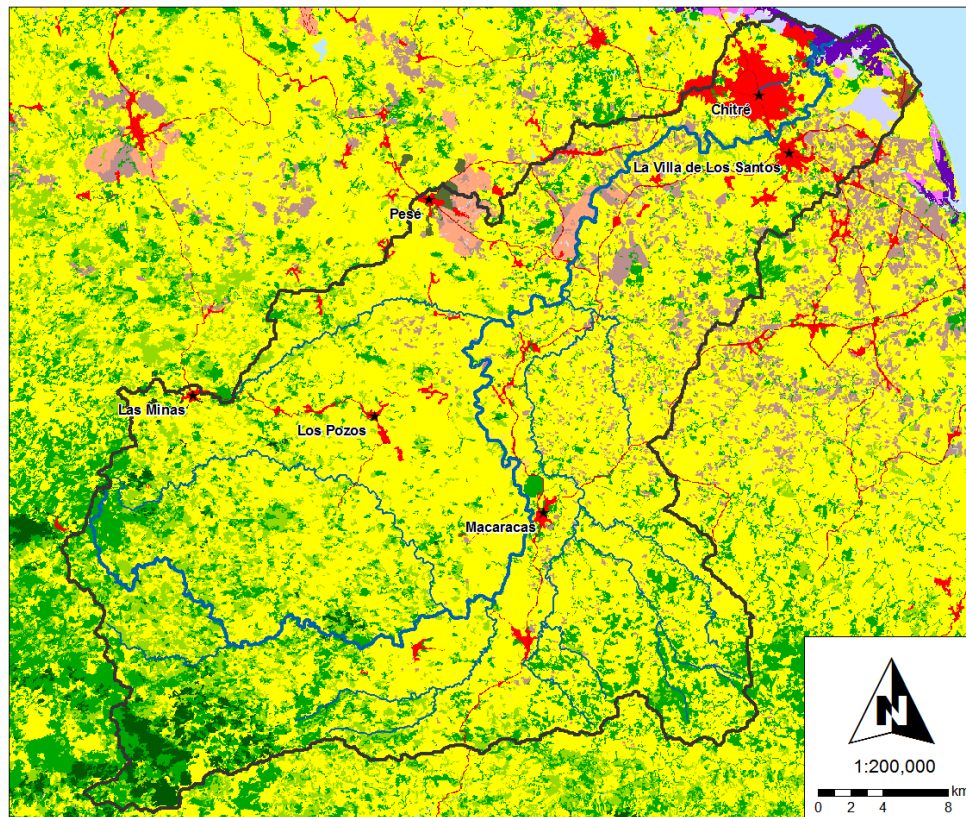 Chitré
La Villa de Los Santos
Pesé
Las Minas
Los Pozos
Macaracas
N
1:200,000
0 2 4 8 km